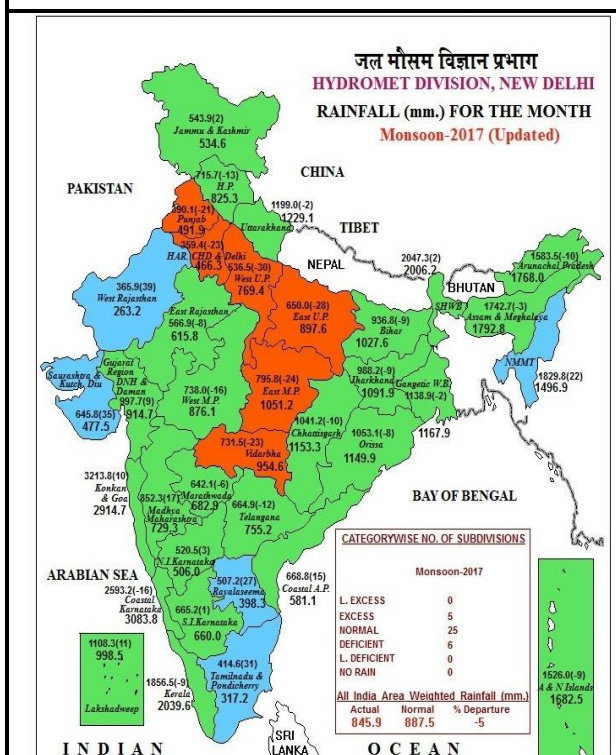 जल मौसम विज्ञान प्रभाग
HYDROMET DIVISION, NEW DELHI
RAINFALL (mm.) FOR THE MONTH
Monsoon-2017 (Updated)
543.9(2)
Jammu & Kashmir
534.6
CHINA
PAKISTAN
715.7(-13)
H.P.
825.3
1199.0(-2)
1229.1
Uttarakhand
TIBET
390.1(-21)
Punjab
491.9
359.4(-23)
HAR. CHD & Delhi
466.3
536.5(-30)
West U.P.
769.4
NEPAL
2047.3(2)
2006.2
1583.5(-10)
Arunachal Pradesh
1768.0
BHUTAN
365.9(39)
West Rajasthan
263.2
East Rajasthan
566.9(-8)
615.8
650.0(-28)
East U.P.
897.6
936.8(-9)
Bihar
1027.6
SHWB
1742.7(-3)
Assam & Meghalaya
1792.8
NMMT
1829.8(22)
1496.9
Saurashtra &
Kutch, Diu
645.8(35)
477.5
Gujarat
Region
DNH &
Daman
997.7(9)
914.7
738.0(-16)
West M.P.
876.1
795.8(-24)
East M.P.
1051.2
988.2(-9)
Jharkhand
1091.9
Gangetic W.B.
1138.9(-2)
1167.9
1041.2(-10)
Chhattisgarh
1153.3
1053.1(-8)
Orissa
1149.9
731.5(-23)
Vidarbha
954.6
3213.8(10)
Konkan
& Goa
2914.7
852.3(17)
Madhya
Maharashtra
729.3
642.1(-6)
Marathwada
682.9
664.9(-12)
Telangana
755.2
BAY OF BENGAL
520.5(3)
N.I.Karnataka
506.0
ARABIAN SEA
2593.2(-16)
Coastal
Karnataka
3083.8
507.2(27)
Rayalaseema
398.3
668.8(15)
Coastal A.P.
581.1
665.2(1)
S.I.Karnataka
660.0
1108.3(11)
998.5
Lakshadweep
1856.5(-9)
Kerala
2039.6
414.6(31)
Tamilnadu &
Pondicherry
317.2
CATEGORYWISE NO. OF SUBDIVISIONS
Monsoon-2017
L. EXCESS 0
EXCESS 5
NORMAL 25
DEFICIENT 6
L. DEFICIENT 0
NO RAIN 0
All India Area Weighted Rainfall (mm.)
Actual Normal % Departure
845.9 887.5 -5
1526.0(-9)
A & N Islands
1682.5
INDIAN
SRI
LANKA
OCEAN